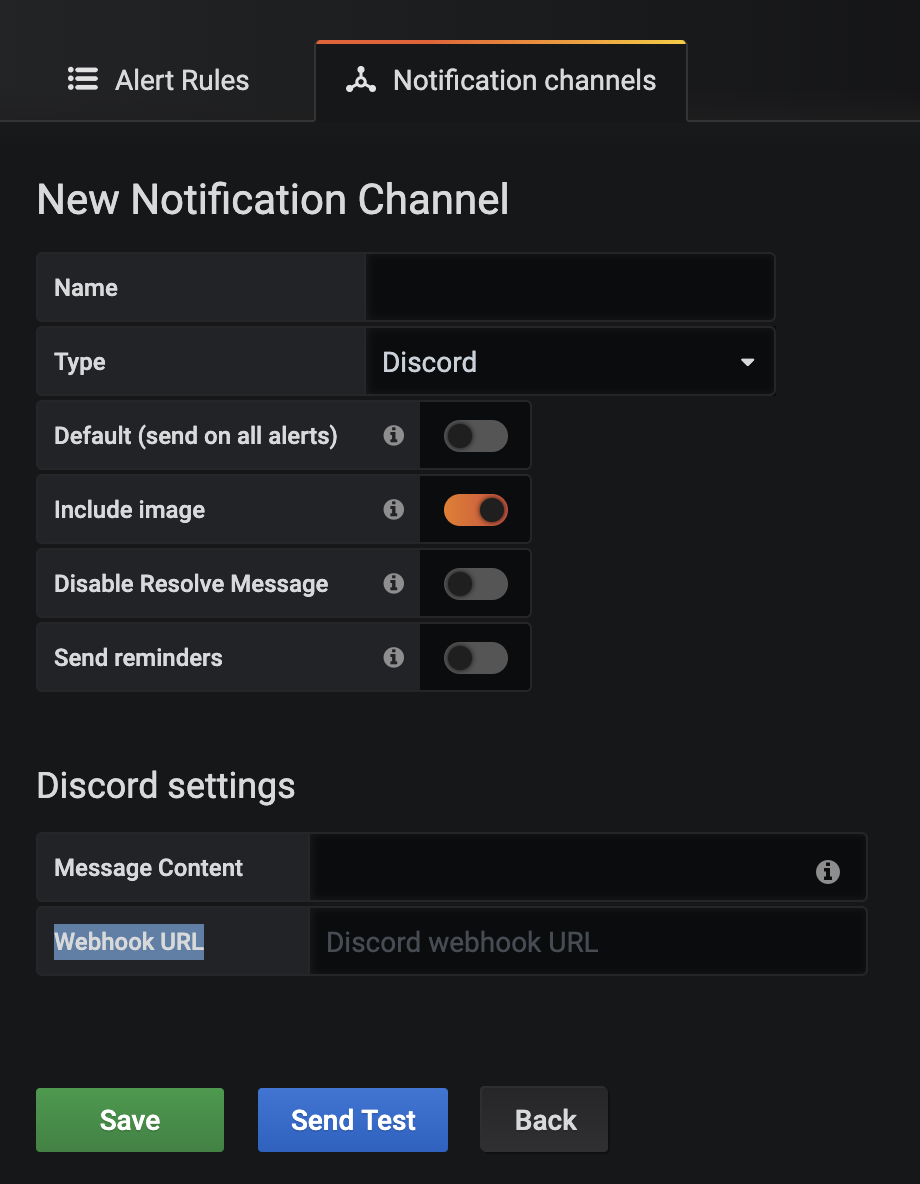 Alert Rules
Notification channels
New Notification Channel
Name
Type
Discord
Default (send on all alerts)
Include image
Disable Resolve Message
Send reminders
Discord settings
Message Content
Webhook URL
Discord webhook URL
Save
Send Test
Back